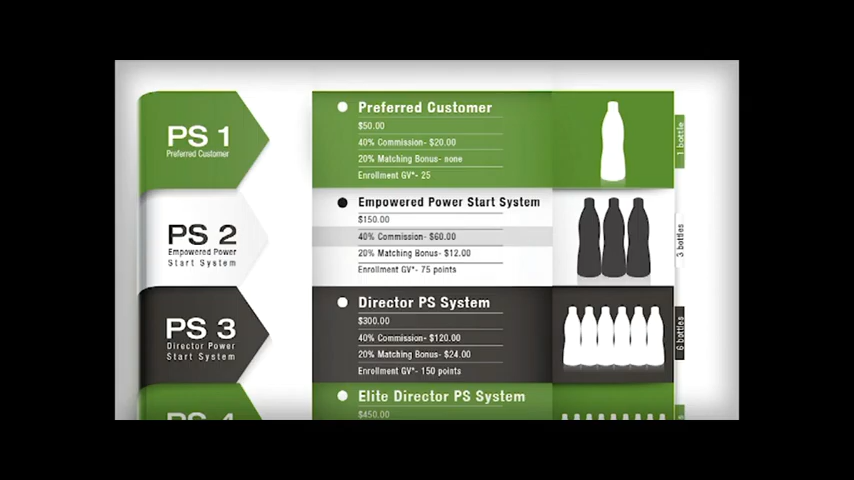 PS 1
Preferred Customer
Preferred Customer
$50.00
40% Commission- $20.00
20% Matching Bonus- none
Enrollment GV*- 25
1 bottle
PS 2
Empowered Power
Start System
Empowered Power Start System
$150.00
40% Commission- $60.00
20% Matching Bonus- $12.00
Enrollment GV*- 75 points
3 bottles
PS 3
Director Power
Start System
Director PS System
$300.00
40% Commission- $120.00
20% Matching Bonus- $24.00
Enrollment GV*- 150 points
6 bottles
PS 4
Elite Director PS System
$450.00